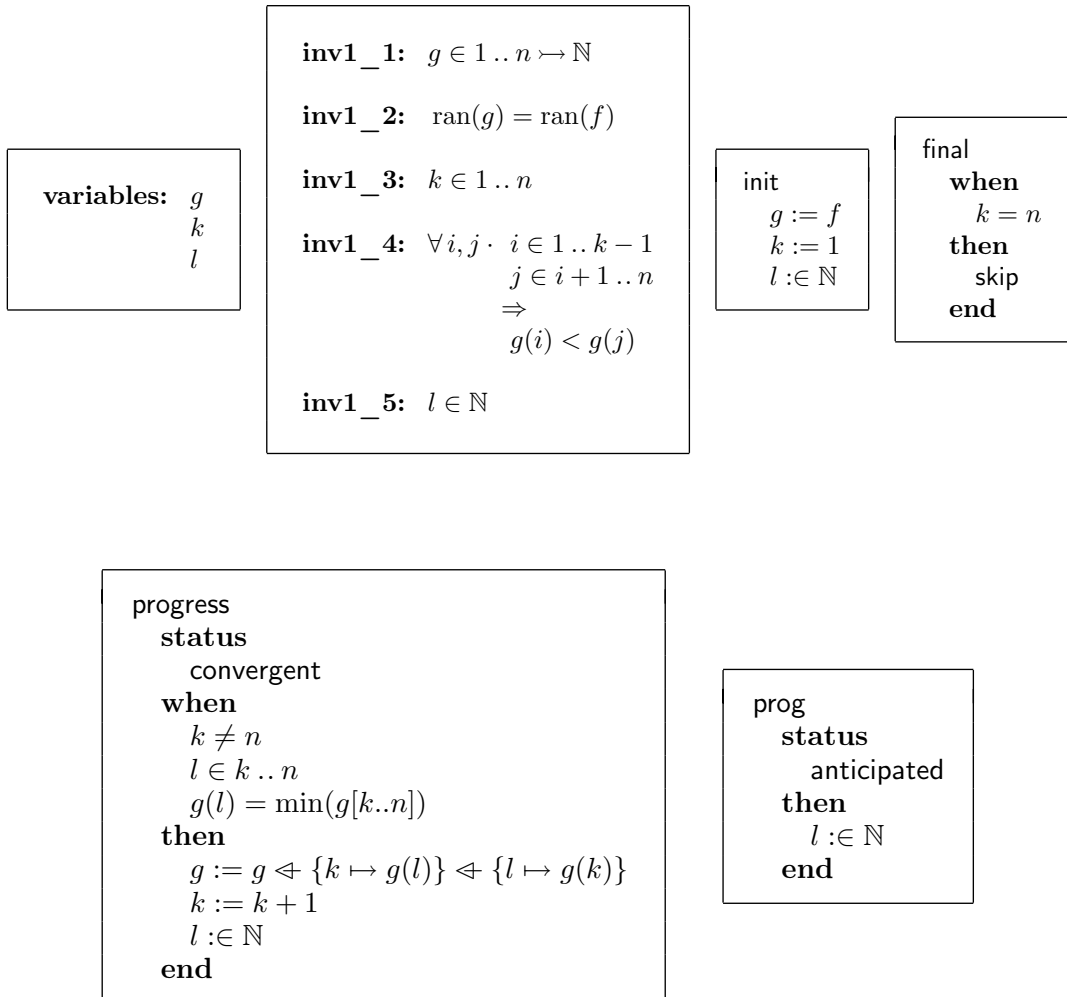 variables: g
k
l
inv1_1: g ∈ 1 .. n ↣ ℕ
inv1_2: ran(g) = ran(f)
inv1_3: k ∈ 1 .. n
inv1_4: ∀ i, j · i ∈ 1 .. k − 1
j ∈ i + 1 .. n
⇒
g(i) < g(j)
inv1_5: l ∈ ℕ
init
g := f
k := 1
l :∈ ℕ
final
when
k = n
then
skip
end
progress
status
convergent
when
k ≠ n
l ∈ k .. n
g(l) = min(g[k..n])
then
g := g ⩤ {k ↦ g(l)} ⩤ {l ↦ g(k)}
k := k + 1
l :∈ ℕ
end
prog
status
anticipated
then
l :∈ ℕ
end